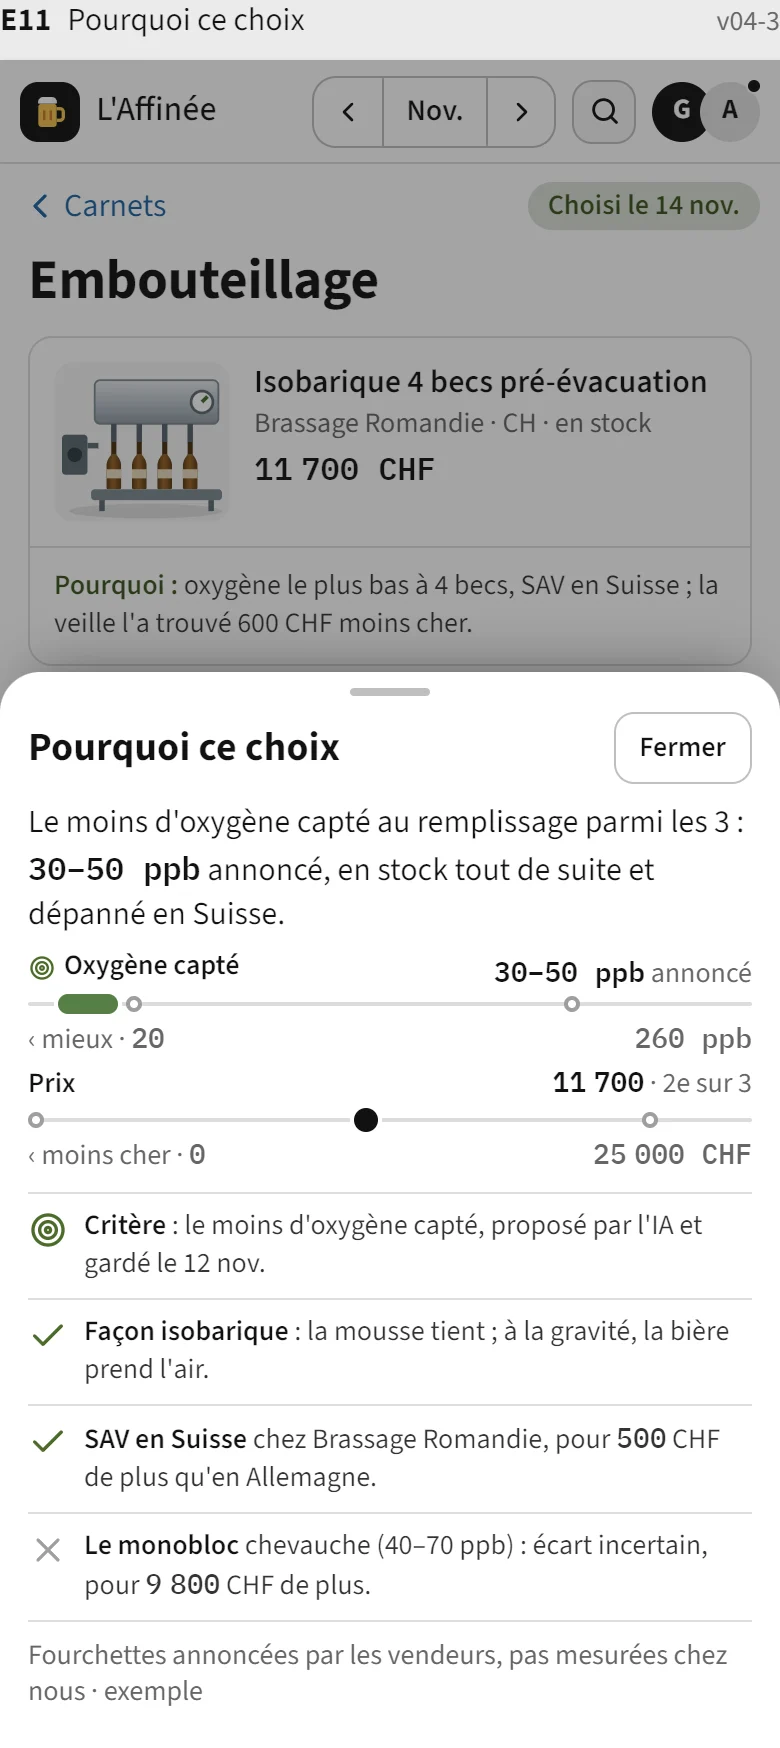 E11 Pourquoi ce choix v04-3
L'Affinée
Nov.
G
A
Carnets
Choisi le 14 nov.
Embouteillage
Isobarique 4 becs pré-évacuation
Brassage Romandie · CH · en stock
11 700 CHF
Pourquoi : oxygène le plus bas à 4 becs, SAV en Suisse ; la
veille l'a trouvé 600 CHF moins cher.
Pourquoi ce choix
Fermer
Le moins d'oxygène capté au remplissage parmi les 3 :
30–50 ppb annoncé, en stock tout de suite et
dépanné en Suisse.
Oxygène capté
30–50 ppb annoncé
‹ mieux · 20
260 ppb
Prix
11 700 · 2e sur 3
‹ moins cher · 0
25 000 CHF
Critère : le moins d'oxygène capté, proposé par l'IA et
gardé le 12 nov.
Façon isobarique : la mousse tient ; à la gravité, la bière
prend l'air.
SAV en Suisse chez Brassage Romandie, pour 500 CHF
de plus qu'en Allemagne.
Le monobloc chevauche (40–70 ppb) : écart incertain,
pour 9 800 CHF de plus.
Fourchettes annoncées par les vendeurs, pas mesurées chez
nous · exemple